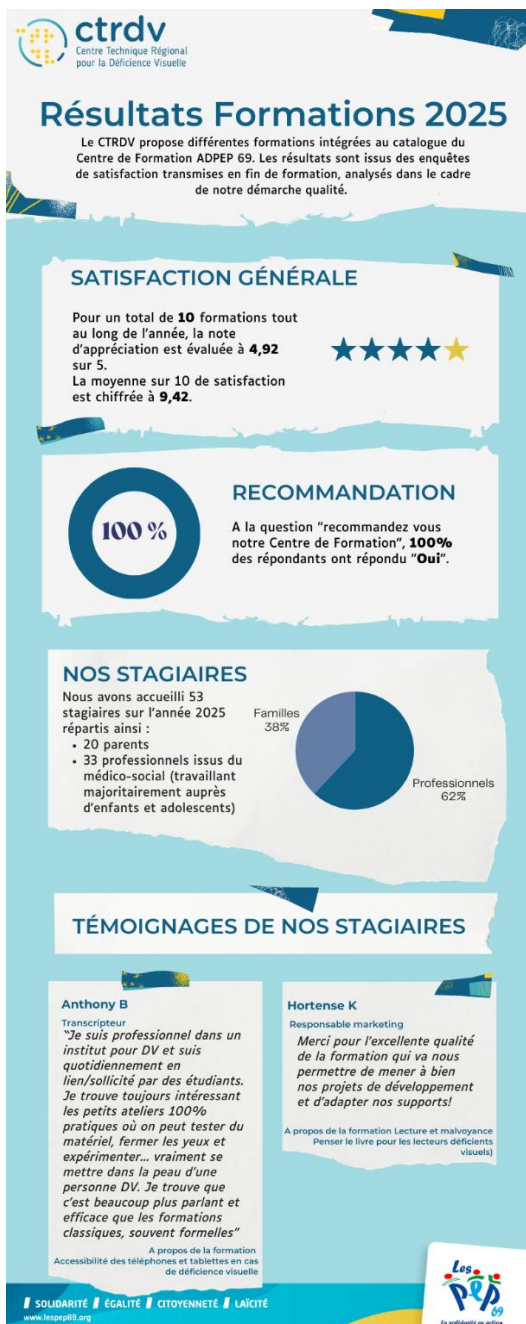 ctrdv
Centre Technique Régional
pour la Déficience Visuelle
Résultats Formations 2025
Le CTRDV propose différentes formations intégrées au catalogue du
Centre de Formation ADPEP 69. Les résultats sont issus des enquêtes
de satisfaction transmises en fin de formation, analysés dans le cadre
de notre démarche qualité.
SATISFACTION GÉNÉRALE
Pour un total de 10 formations tout
au long de l'année, la note
d'appréciation est évaluée à 4,92
sur 5.
La moyenne sur 10 de satisfaction
est chiffrée à 9,42.
100 %
RECOMMANDATION
A la question "recommandez vous
notre Centre de Formation", 100%
des répondants ont répondu "Oui".
NOS STAGIAIRES
Nous avons accueilli 53
stagiaires sur l'année 2025
répartis ainsi :
• 20 parents
• 33 professionnels issus du
médico-social (travaillant
majoritairement auprès
d'enfants et adolescents)
Familles
38%
Professionnels
62%
TÉMOIGNAGES DE NOS STAGIAIRES
Anthony B
Transcripteur
"Je suis professionnel dans un
institut pour DV et suis
quotidiennement en
lien/sollicité par des étudiants.
Je trouve toujours intéressant
les petits ateliers 100%
pratiques où on peut tester du
matériel, fermer les yeux et
expérimenter... vraiment se
mettre dans la peau d'une
personne DV. Je trouve que
c'est beaucoup plus parlant et
efficace que les formations
classiques, souvent formelles"
A propos de la formation
Accessibilité des téléphones et tablettes en cas
de déficience visuelle
Hortense K
Responsable marketing
Merci pour l'excellente qualité
de la formation qui va nous
permettre de mener à bien
nos projets de développement
et d'adapter nos supports!
A propos de la formation Lecture et malvoyance
Penser le livre pour les lecteurs déficients
visuels)
SOLIDARITÉ ÉGALITÉ CITOYENNETÉ LAÏCITÉ
www.lespep69.org
Les
PEP
69
La solidarité en action